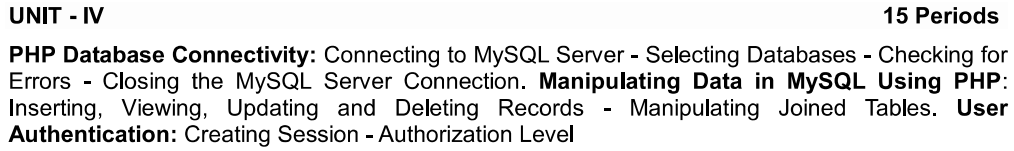 UNIT - IV 15 Periods
PHP Database Connectivity: Connecting to MySQL Server - Selecting Databases - Checking for
Errors - Closing the MySQL Server Connection. Manipulating Data in MySQL Using PHP:
Inserting, Viewing, Updating and Deleting Records - Manipulating Joined Tables. User
Authentication: Creating Session - Authorization Level